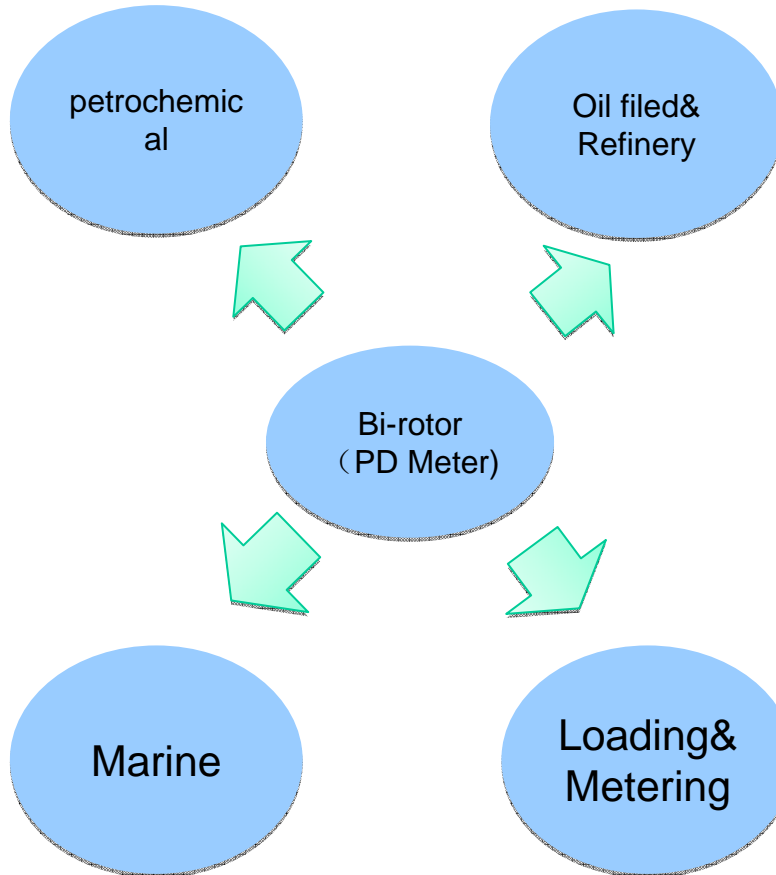 petrochemic
al
Oil filed&
Refinery
Bi-rotor
（PD Meter)
Marine
Loading&
Metering